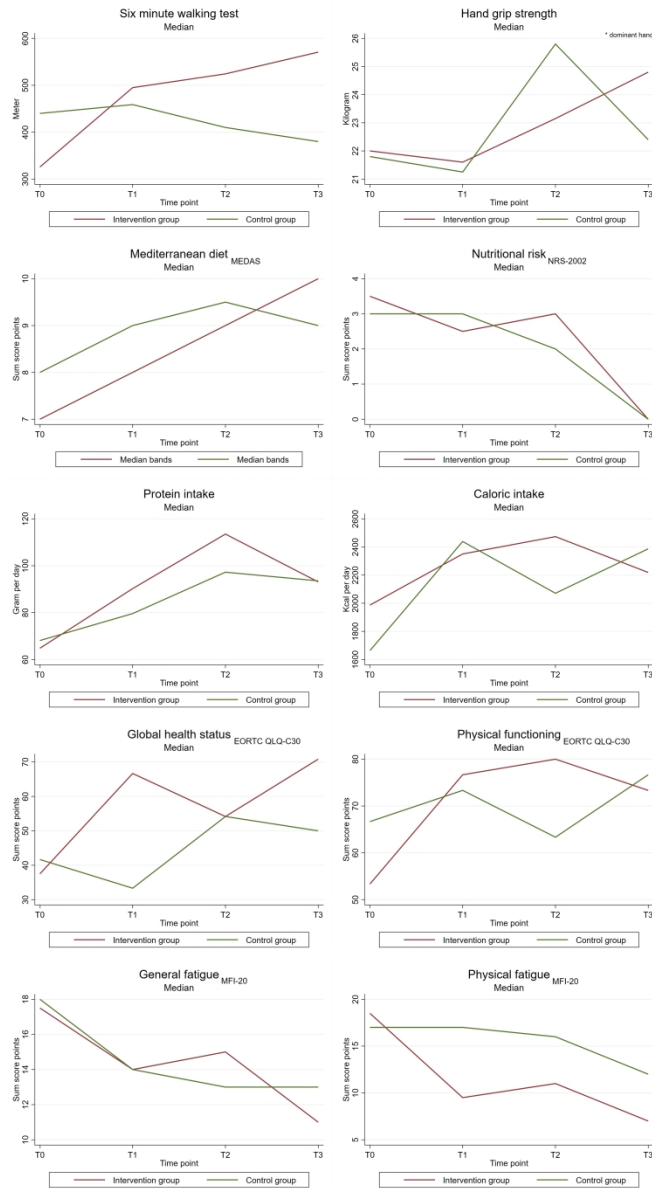 Six minute walking test
Median
Meter
600
500
400
300
T0 T1 T2 T3
Time point
Intervention group Control group
Hand grip strength
Median
* dominant hand
Kilogram
26
25
24
23
22
21
T0 T1 T2 T3
Time point
Intervention group Control group
Mediterranean diet MEDAS
Median
Sum score points
10
9
8
7
T0 T1 T2 T3
Time point
Median bands Median bands
Nutritional risk NRS-2002
Median
Sum score points
4
3
2
1
0
T0 T1 T2 T3
Time point
Intervention group Control group
Protein intake
Median
Gram per day
120
100
80
60
T0 T1 T2 T3
Time point
Intervention group Control group
Caloric intake
Median
Kcal per day
2600
2400
2200
2000
1800
1600
T0 T1 T2 T3
Time point
Intervention group Control group
Global health status EORTC QLQ-C30
Median
Sum score points
70
60
50
40
30
T0 T1 T2 T3
Time point
Intervention group Control group
Physical functioning EORTC QLQ-C30
Median
Sum score points
80
70
60
50
T0 T1 T2 T3
Time point
Intervention group Control group
General fatigue MFI-20
Median
Sum score points
18
16
14
12
10
T0 T1 T2 T3
Time point
Intervention group Control group
Physical fatigue MFI-20
Median
Sum score points
20
15
10
5
T0 T1 T2 T3
Time point
Intervention group Control group